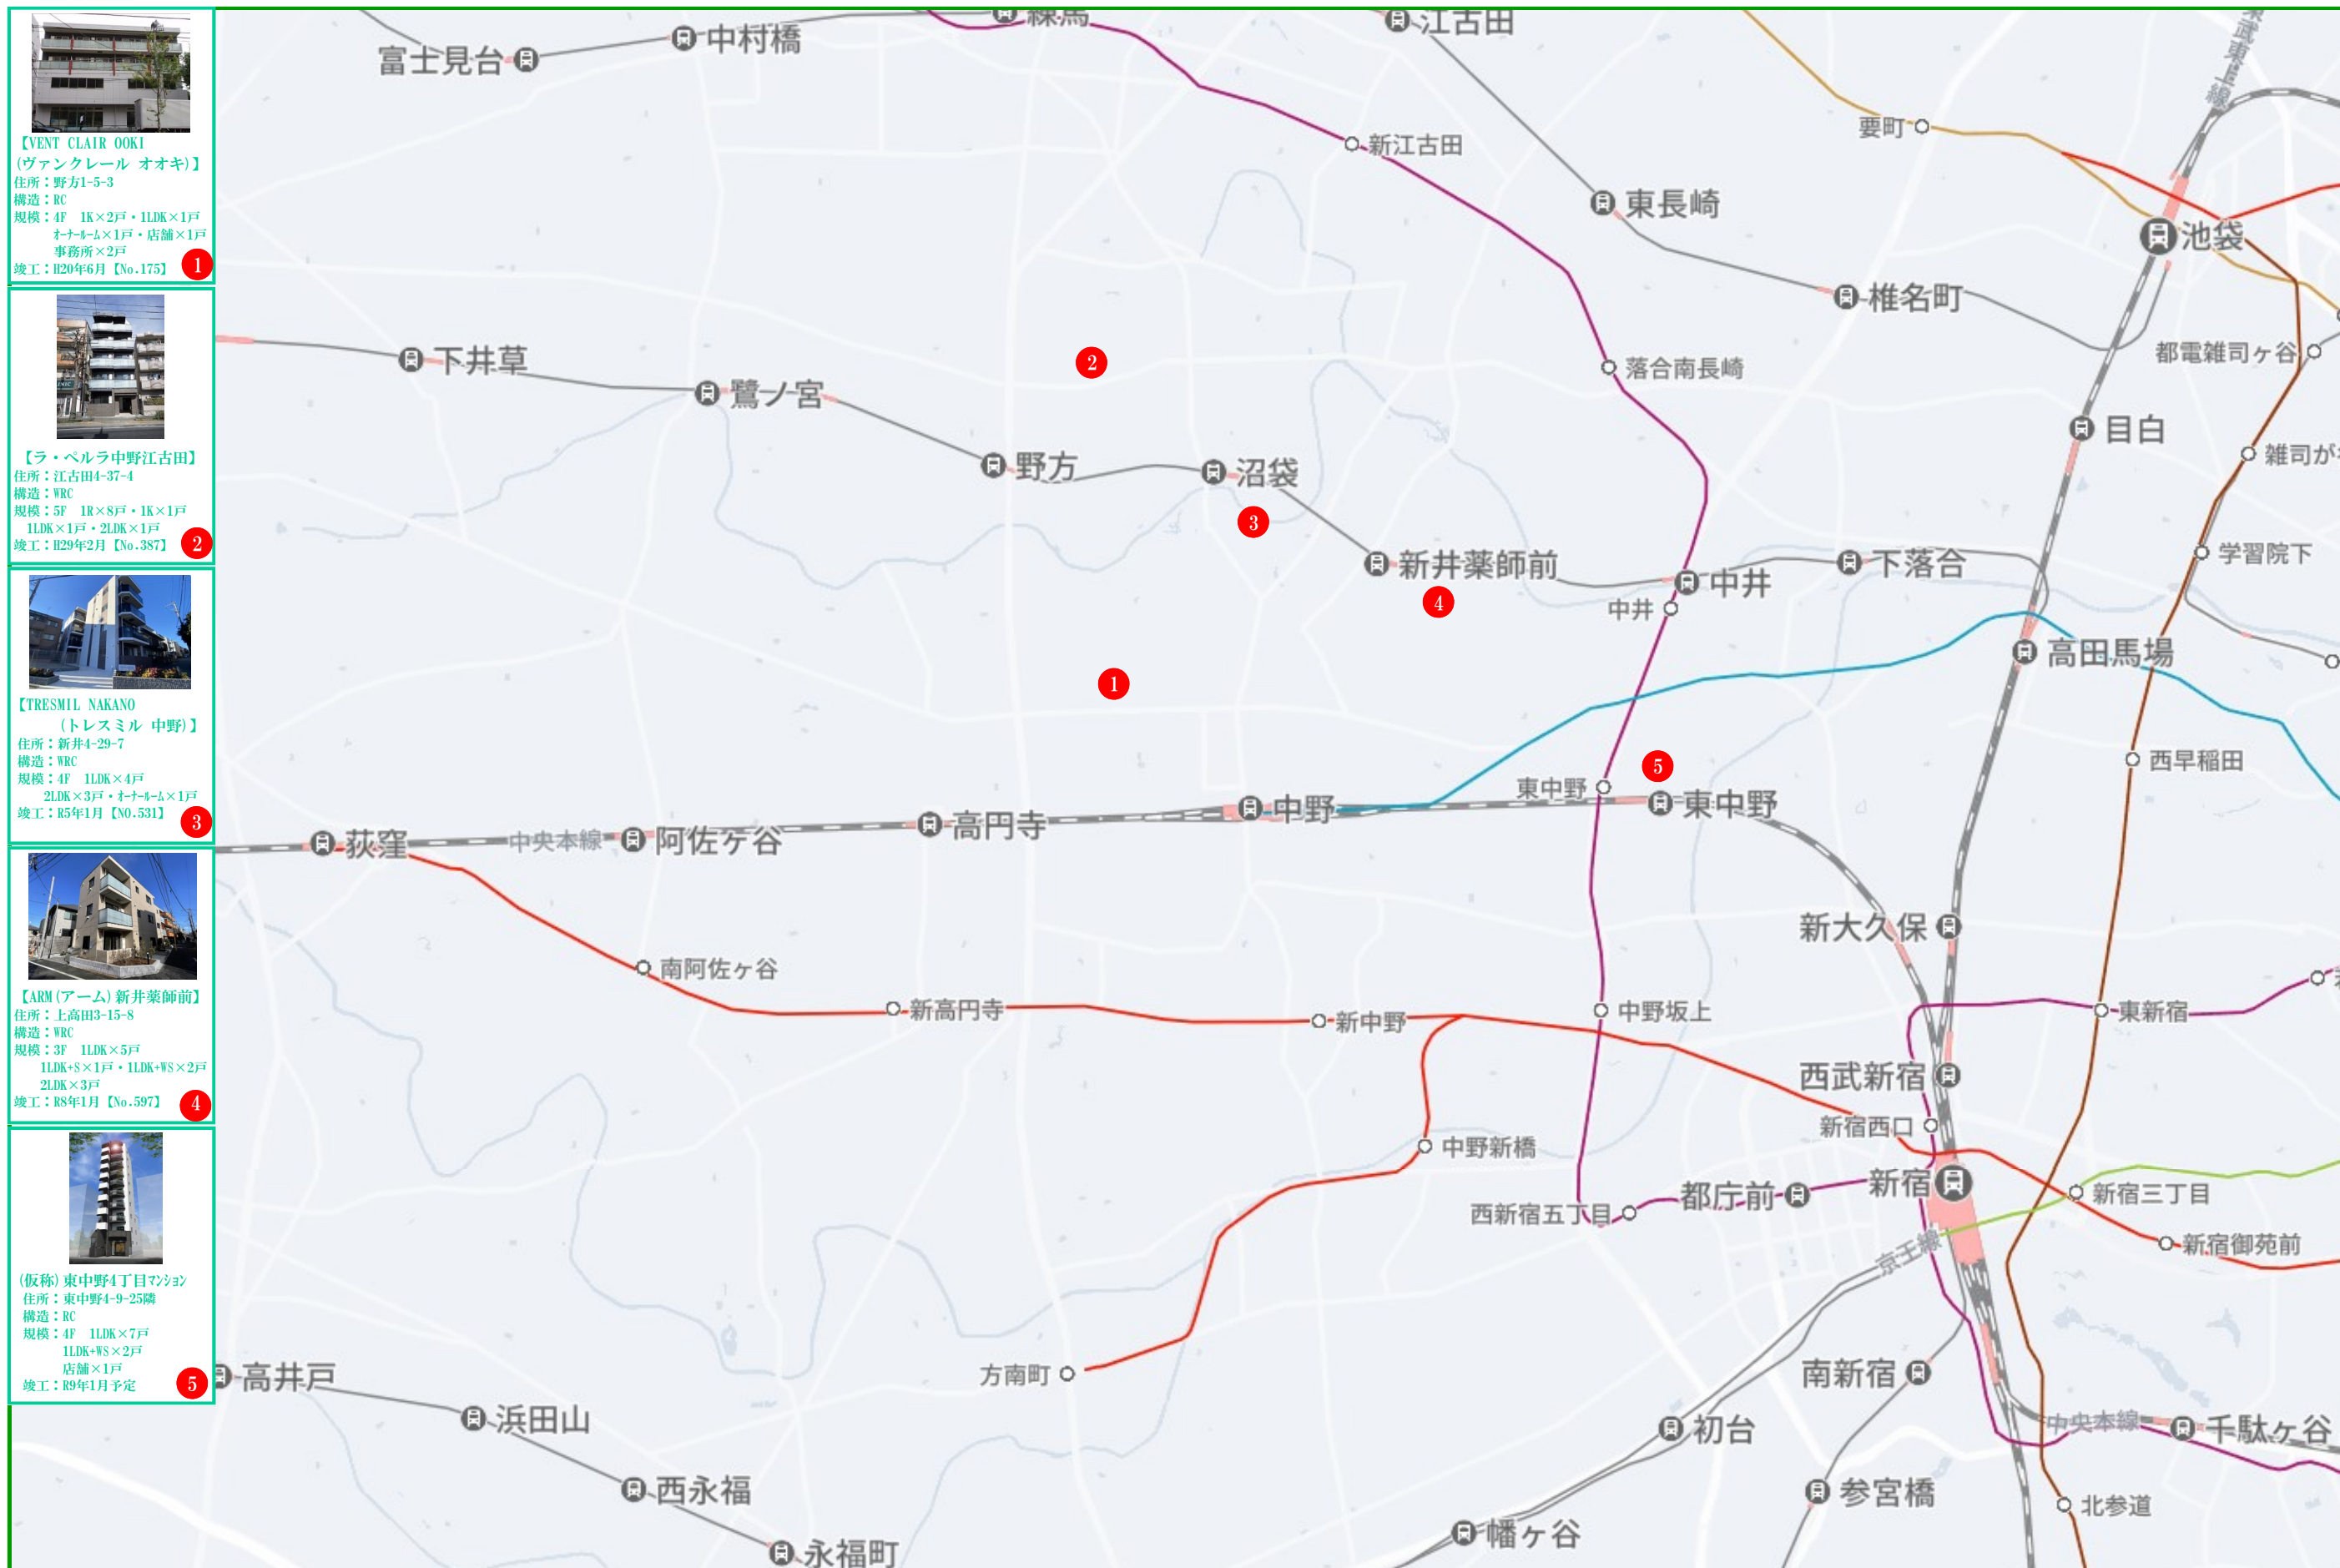 【VENT CLAIR OOKI
(ヴァンクレール オオキ)】
住所：野方1-5-3
構造：RC
規模：4F 1K×2戸・1LDK×1戸
ｵｰﾅｰﾙｰﾑ×1戸・店舗×1戸
事務所×2戸
竣工：H20年6月【No.175】
1
【ラ・ペルラ中野江古田】
住所：江古田4-37-4
構造：WRC
規模：5F 1R×8戸・1K×1戸
1LDK×1戸・2LDK×1戸
竣工：H29年2月【No.387】
2
【TRESMIL NAKANO
(トレスミル 中野)】
住所：新井4-29-7
構造：WRC
規模：4F 1LDK×4戸
2LDK×3戸・ｵｰﾅｰﾙｰﾑ×1戸
竣工：R5年1月【NO.531】
3
【ARM(アーム)新井薬師前】
住所：上高田3-15-8
構造：WRC
規模：3F 1LDK×5戸
1LDK+S×1戸・1LDK+WS×2戸
2LDK×3戸
竣工：R8年1月【No.597】
4
(仮称)東中野4丁目ﾏﾝｼｮﾝ
住所：東中野4-9-25隣
構造：RC
規模：4F 1LDK×7戸
1LDK+WS×2戸
店舗×1戸
竣工：R9年1月予定
5
練馬
江古田
富士見台
中村橋
東武東上線
要町
新江古田
東長崎
池袋
椎名町
都電雑司ヶ谷
下井草
2
落合南長崎
鷺ノ宮
目白
野方
沼袋
雑司が
3
学習院下
新井薬師前
中井
下落合
4
中井
高田馬場
1
西早稲田
5
東中野
東中野
中野
高円寺
中央本線
阿佐ヶ谷
荻窪
新大久保
南阿佐ヶ谷
新高円寺
新中野
中野坂上
東新宿
西武新宿
新宿西口
中野新橋
新宿
都庁前
西新宿五丁目
新宿三丁目
新宿御苑前
京王線
高井戸
方南町
南新宿
浜田山
初台
中央本線
千駄ヶ谷
西永福
参宮橋
北参道
幡ヶ谷
永福町